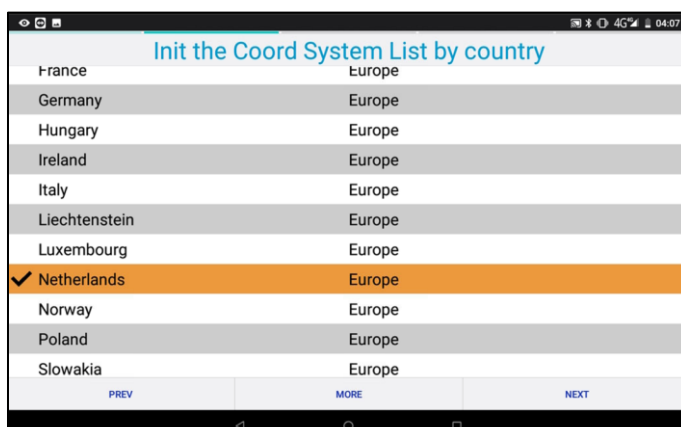 4G 04:07
Init the Coord System List by country
France Europe
Germany Europe
Hungary Europe
Ireland Europe
Italy Europe
Liechtenstein Europe
Luxembourg Europe
Netherlands Europe
Norway Europe
Poland Europe
Slowakia Europe
PREV MORE NEXT